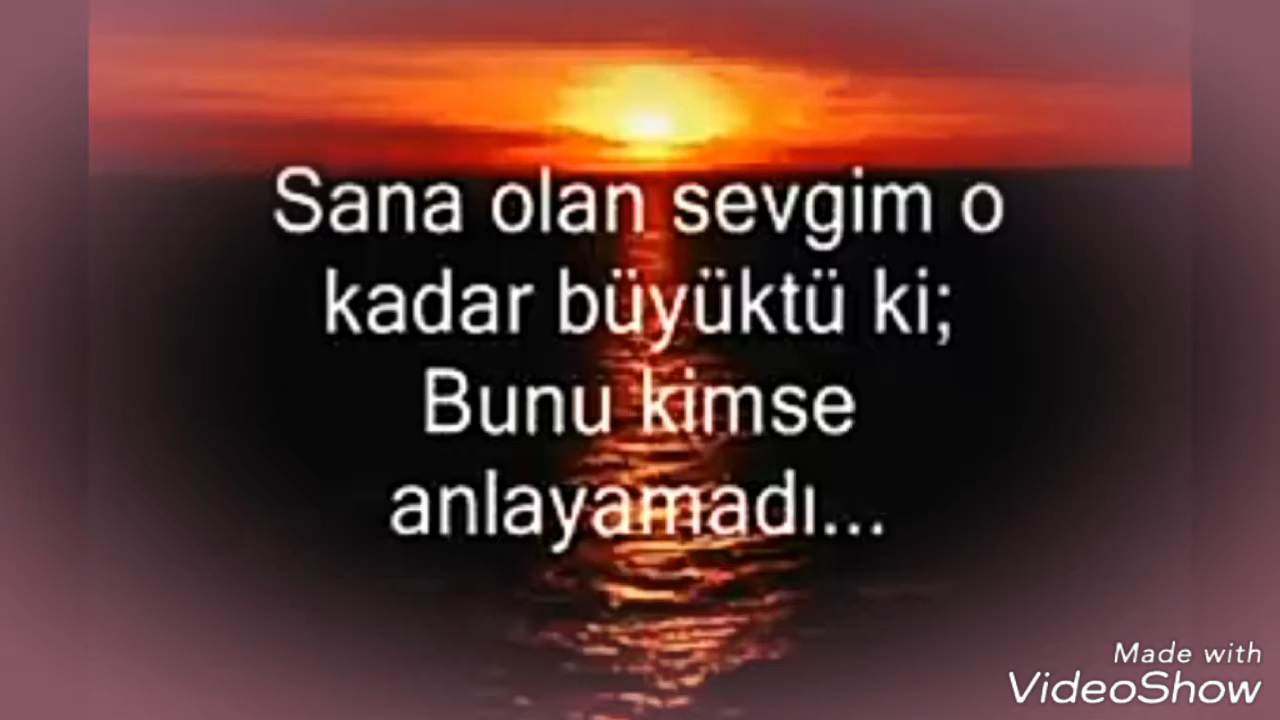 Sana olan sevgim o
kadar büyüktü ki;
Bunu kimse
anlayamadı...
Made with
VideoShow